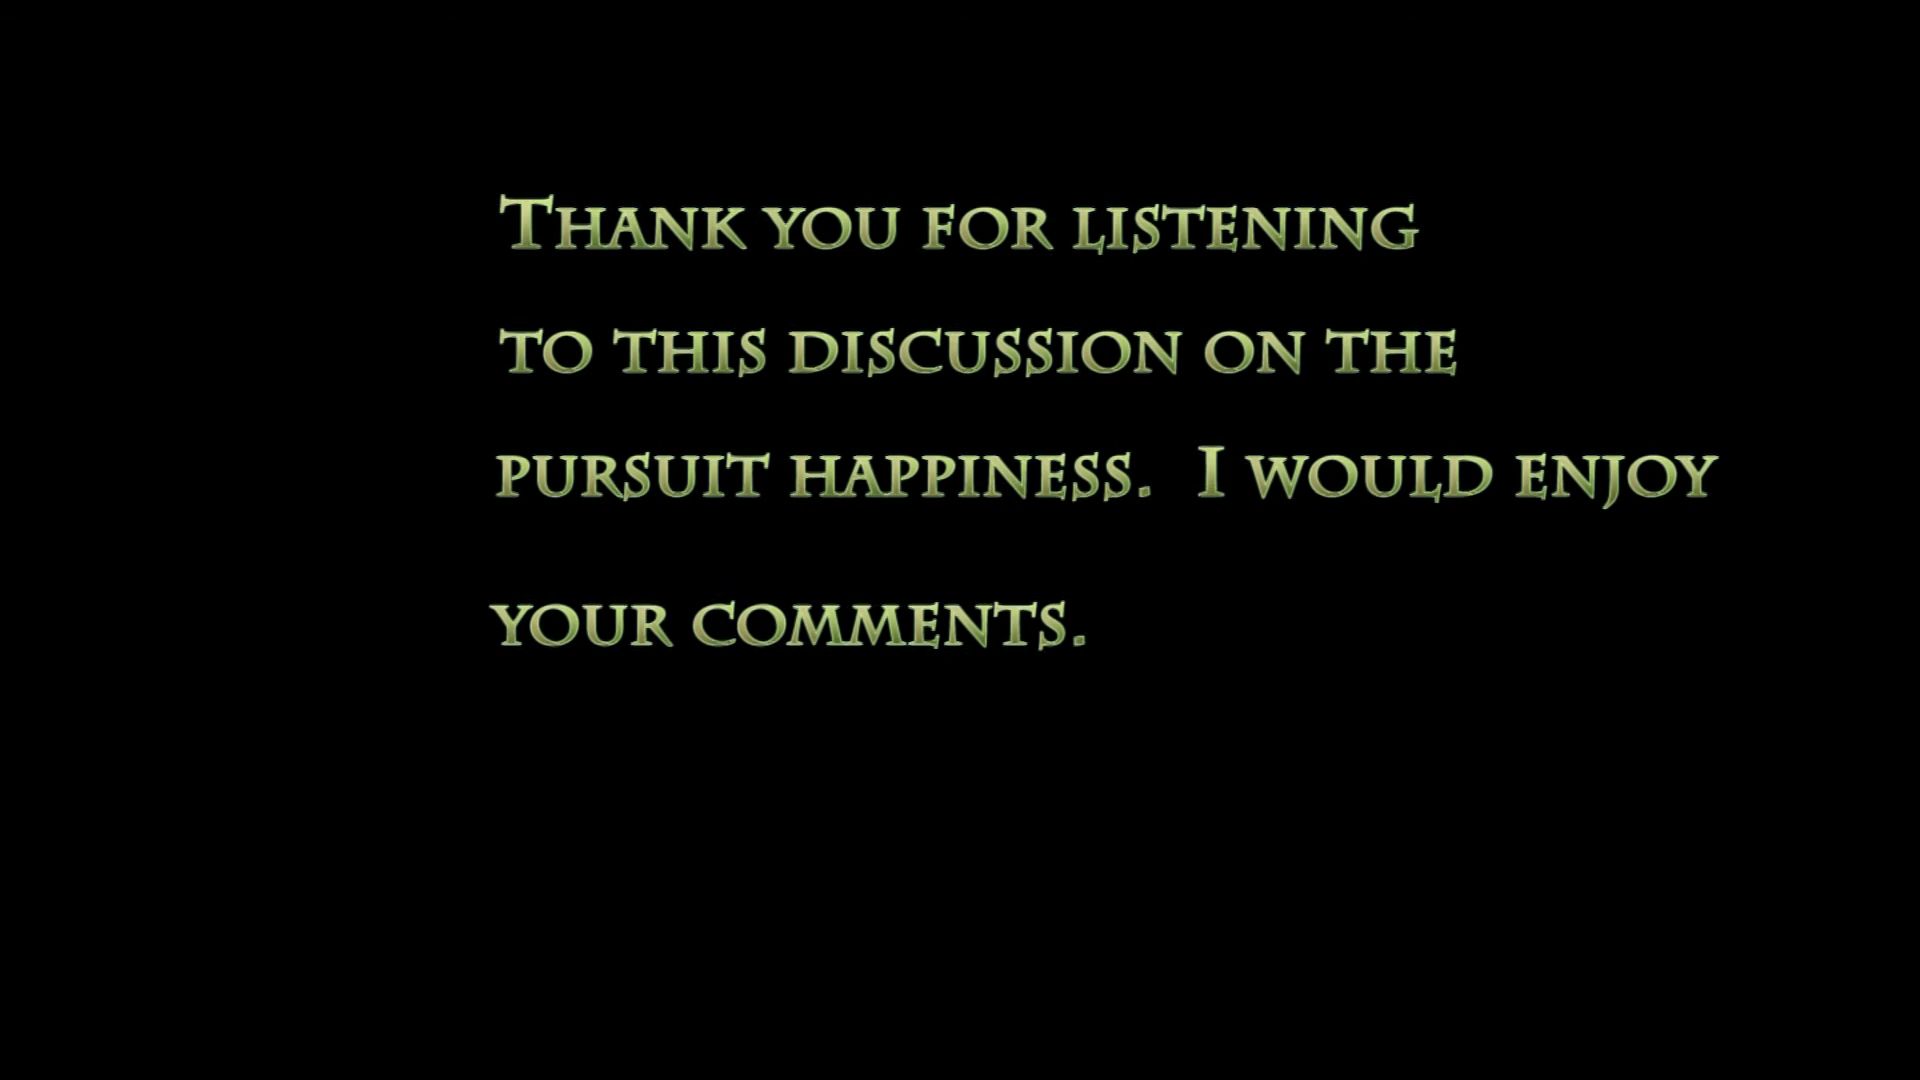 Thank you for listening
to this discussion on the
pursuit happiness.  I would enjoy
your comments.